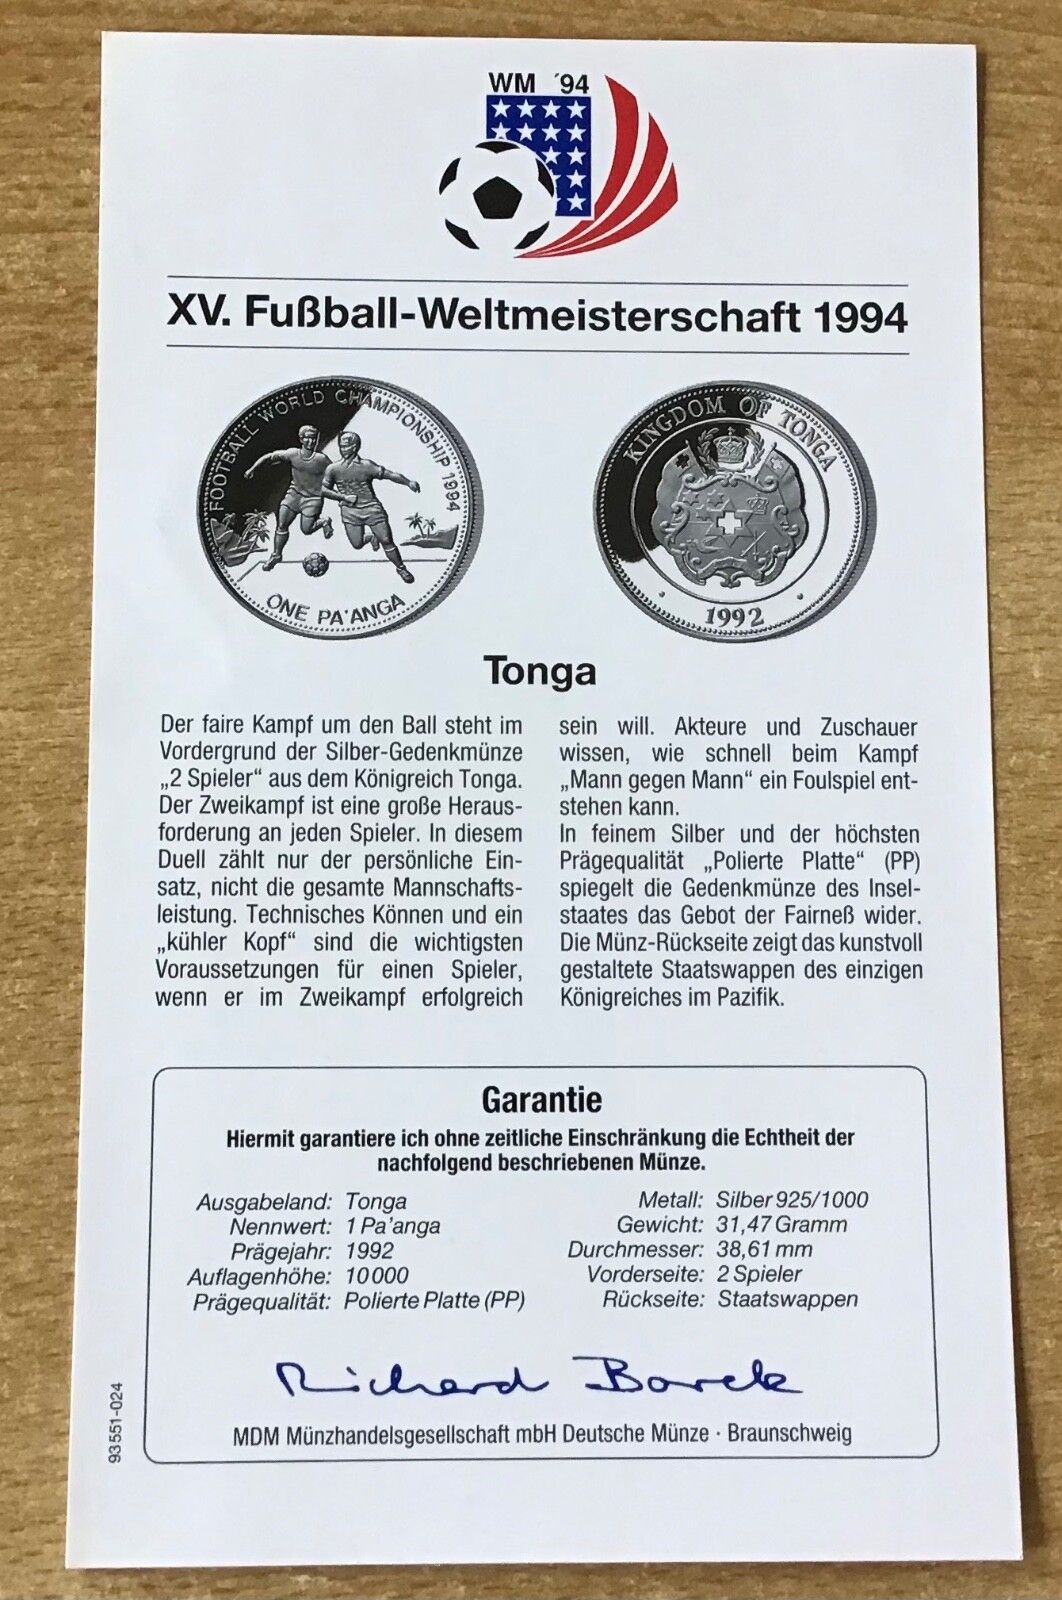 WM ´94
XV. Fußball-Weltmeisterschaft 1994
FOOTBALL WORLD CHAMPIONSHIP 1994
ONE PA'ANGA
KINGDOM OF TONGA
· 1992 ·
Tonga
Der faire Kampf um den Ball steht im
Vordergrund der Silber-Gedenkmünze
„2 Spieler“ aus dem Königreich Tonga.
Der Zweikampf ist eine große Heraus-
forderung an jeden Spieler. In diesem
Duell zählt nur der persönliche Ein-
satz, nicht die gesamte Mannschafts-
leistung. Technisches Können und ein
„kühler Kopf“ sind die wichtigsten
Voraussetzungen für einen Spieler,
wenn er im Zweikampf erfolgreich
sein will. Akteure und Zuschauer
wissen, wie schnell beim Kampf
„Mann gegen Mann“ ein Foulspiel ent-
stehen kann.
In feinem Silber und der höchsten
Prägequalität „Polierte Platte“ (PP)
spiegelt die Gedenkmünze des Insel-
staates das Gebot der Fairneß wider.
Die Münz-Rückseite zeigt das kunstvoll
gestaltete Staatswappen des einzigen
Königreiches im Pazifik.
Garantie
Hiermit garantiere ich ohne zeitliche Einschränkung die Echtheit der
nachfolgend beschriebenen Münze.
Ausgabeland: Tonga
Nennwert: 1 Pa'anga
Prägejahr: 1992
Auflagenhöhe: 10 000
Prägequalität: Polierte Platte (PP)
Metall: Silber 925/1000
Gewicht: 31,47 Gramm
Durchmesser: 38,61 mm
Vorderseite: 2 Spieler
Rückseite: Staatswappen
Richard Borek
MDM Münzhandelsgesellschaft mbH Deutsche Münze · Braunschweig
93 551-024